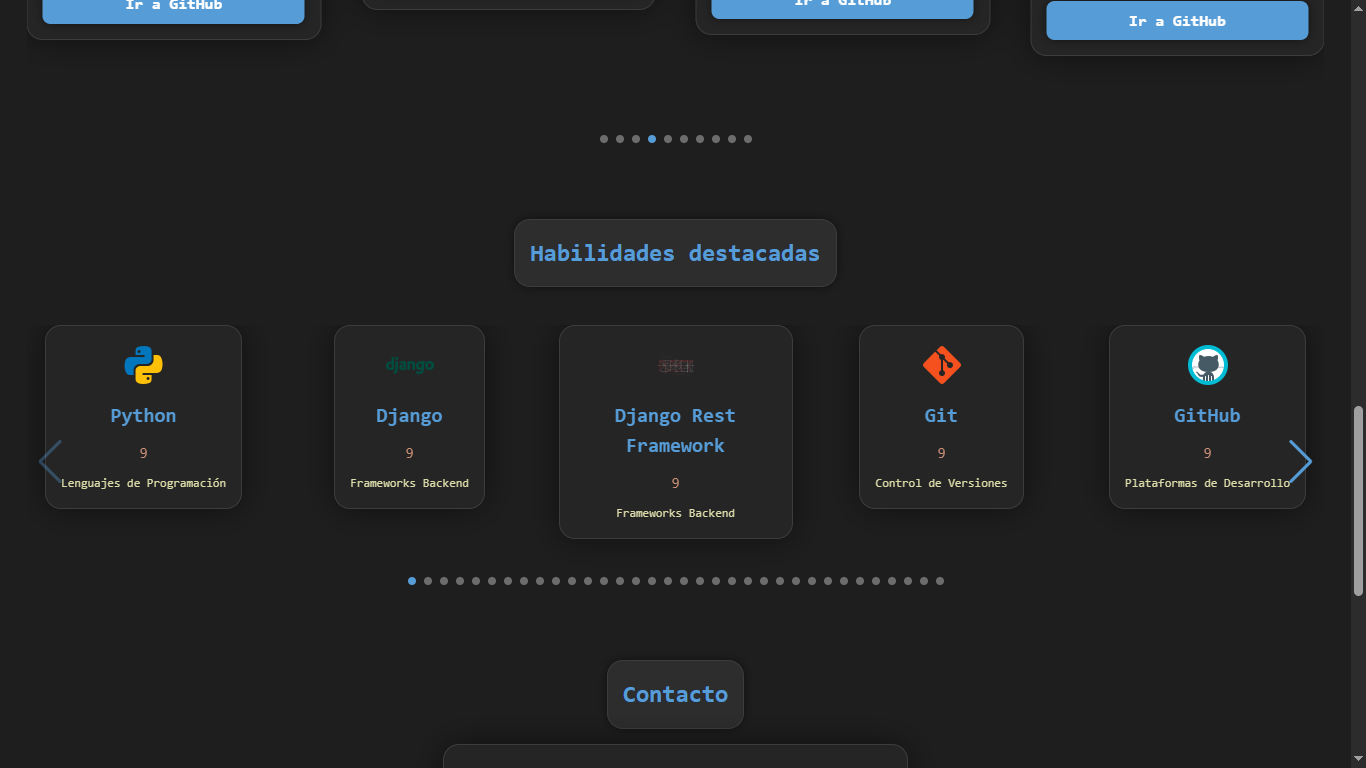 Ir a GitHub
Ir a GitHub
Ir a GitHub
Habilidades destacadas
django
Python
Django
Django Rest
Framework
Git
GitHub
9
9
9
9
9
Lenguajes de Programación
Frameworks Backend
Frameworks Backend
Control de Versiones
Plataformas de Desarrollo
Contacto